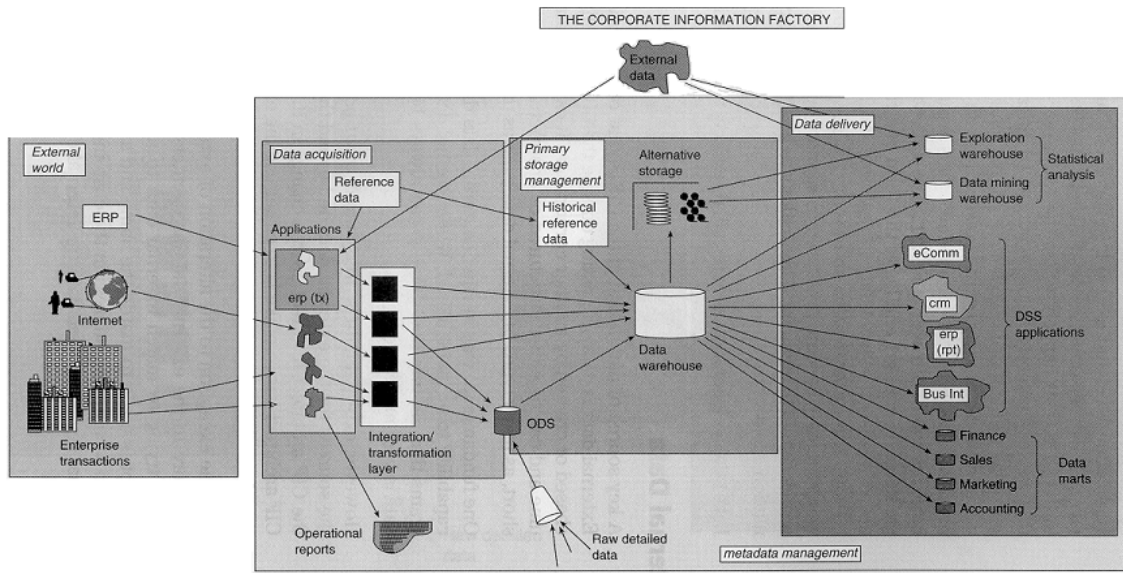 THE CORPORATE INFORMATION FACTORY
External
data
External
world
ERP
Internet
Enterprise
transactions
Data acquisition
Reference
data
Applications
erp (tx)
Integration/
transformation
layer
Operational
reports
Primary
storage
management
Historical
reference
data
Alternative
storage
Data
warehouse
ODS
Raw detailed
data
Data delivery
Exploration
warehouse
Data mining
warehouse
Statistical
analysis
eComm
crm
erp
(rpt)
Bus Int
DSS
applications
Finance
Sales
Marketing
Accounting
Data
marts
metadata management